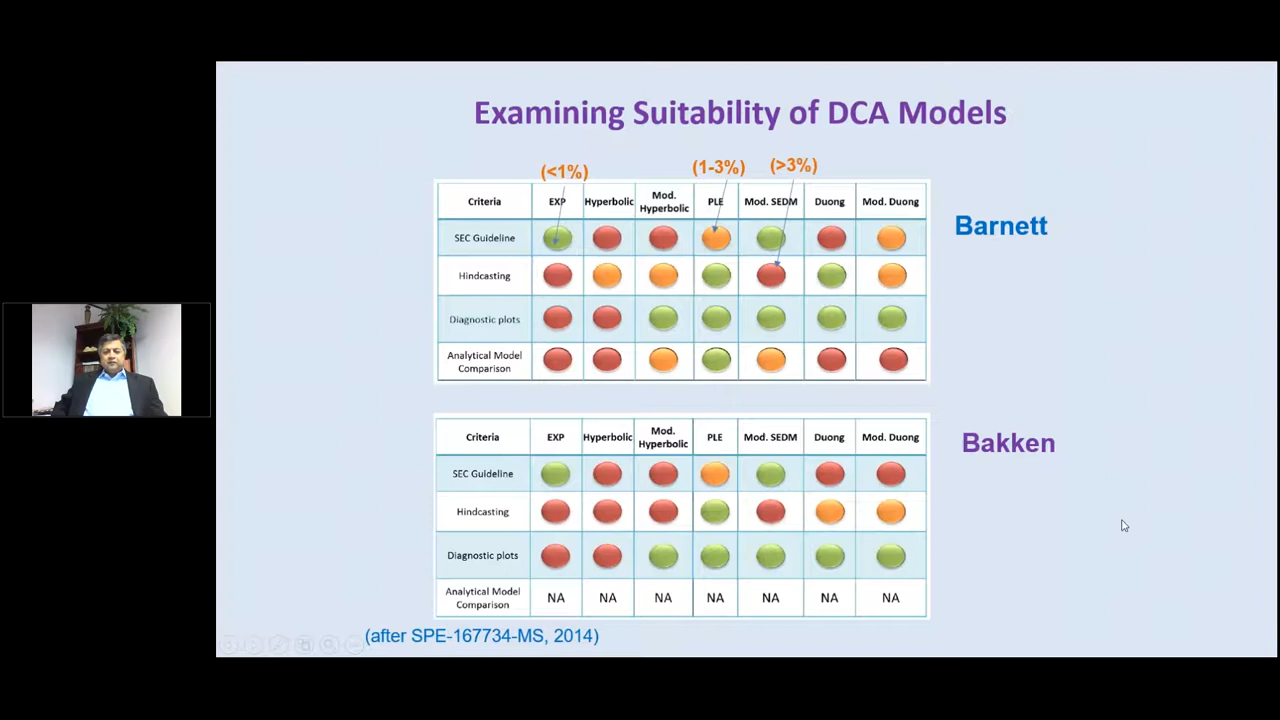 Examining Suitability of DCA Models
(<1%) (1-3%) (>3%)
Criteria EXP Hyperbolic Mod. Hyperbolic PLE Mod. SEDM Duong Mod. Duong
SEC Guideline
Hindcasting
Diagnostic plots
Analytical Model
Comparison
Barnett
Criteria EXP Hyperbolic Mod. Hyperbolic PLE Mod. SEDM Duong Mod. Duong
SEC Guideline
Hindcasting
Diagnostic plots
Analytical Model
Comparison
NA NA NA NA NA NA NA
Bakken
(after SPE-167734-MS, 2014)